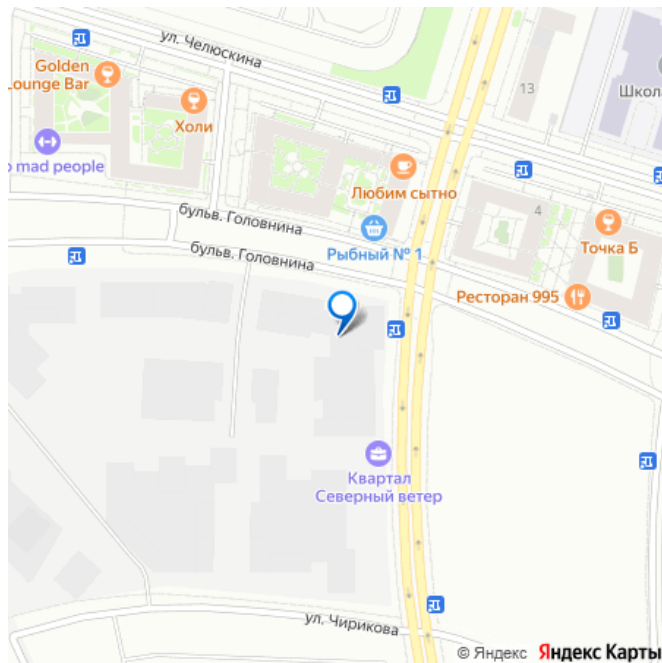 ул. Челюскина
Golden
Lounge Bar
Холи
13
Школа
mad people
Любим сытно
бульв. Головнина
4
Точка Б
Рыбный № 1
бульв. Головнина
Ресторан 995
Квартал
Северный ветер
ул. Чирикова
© Яндекс Яндекс Карты